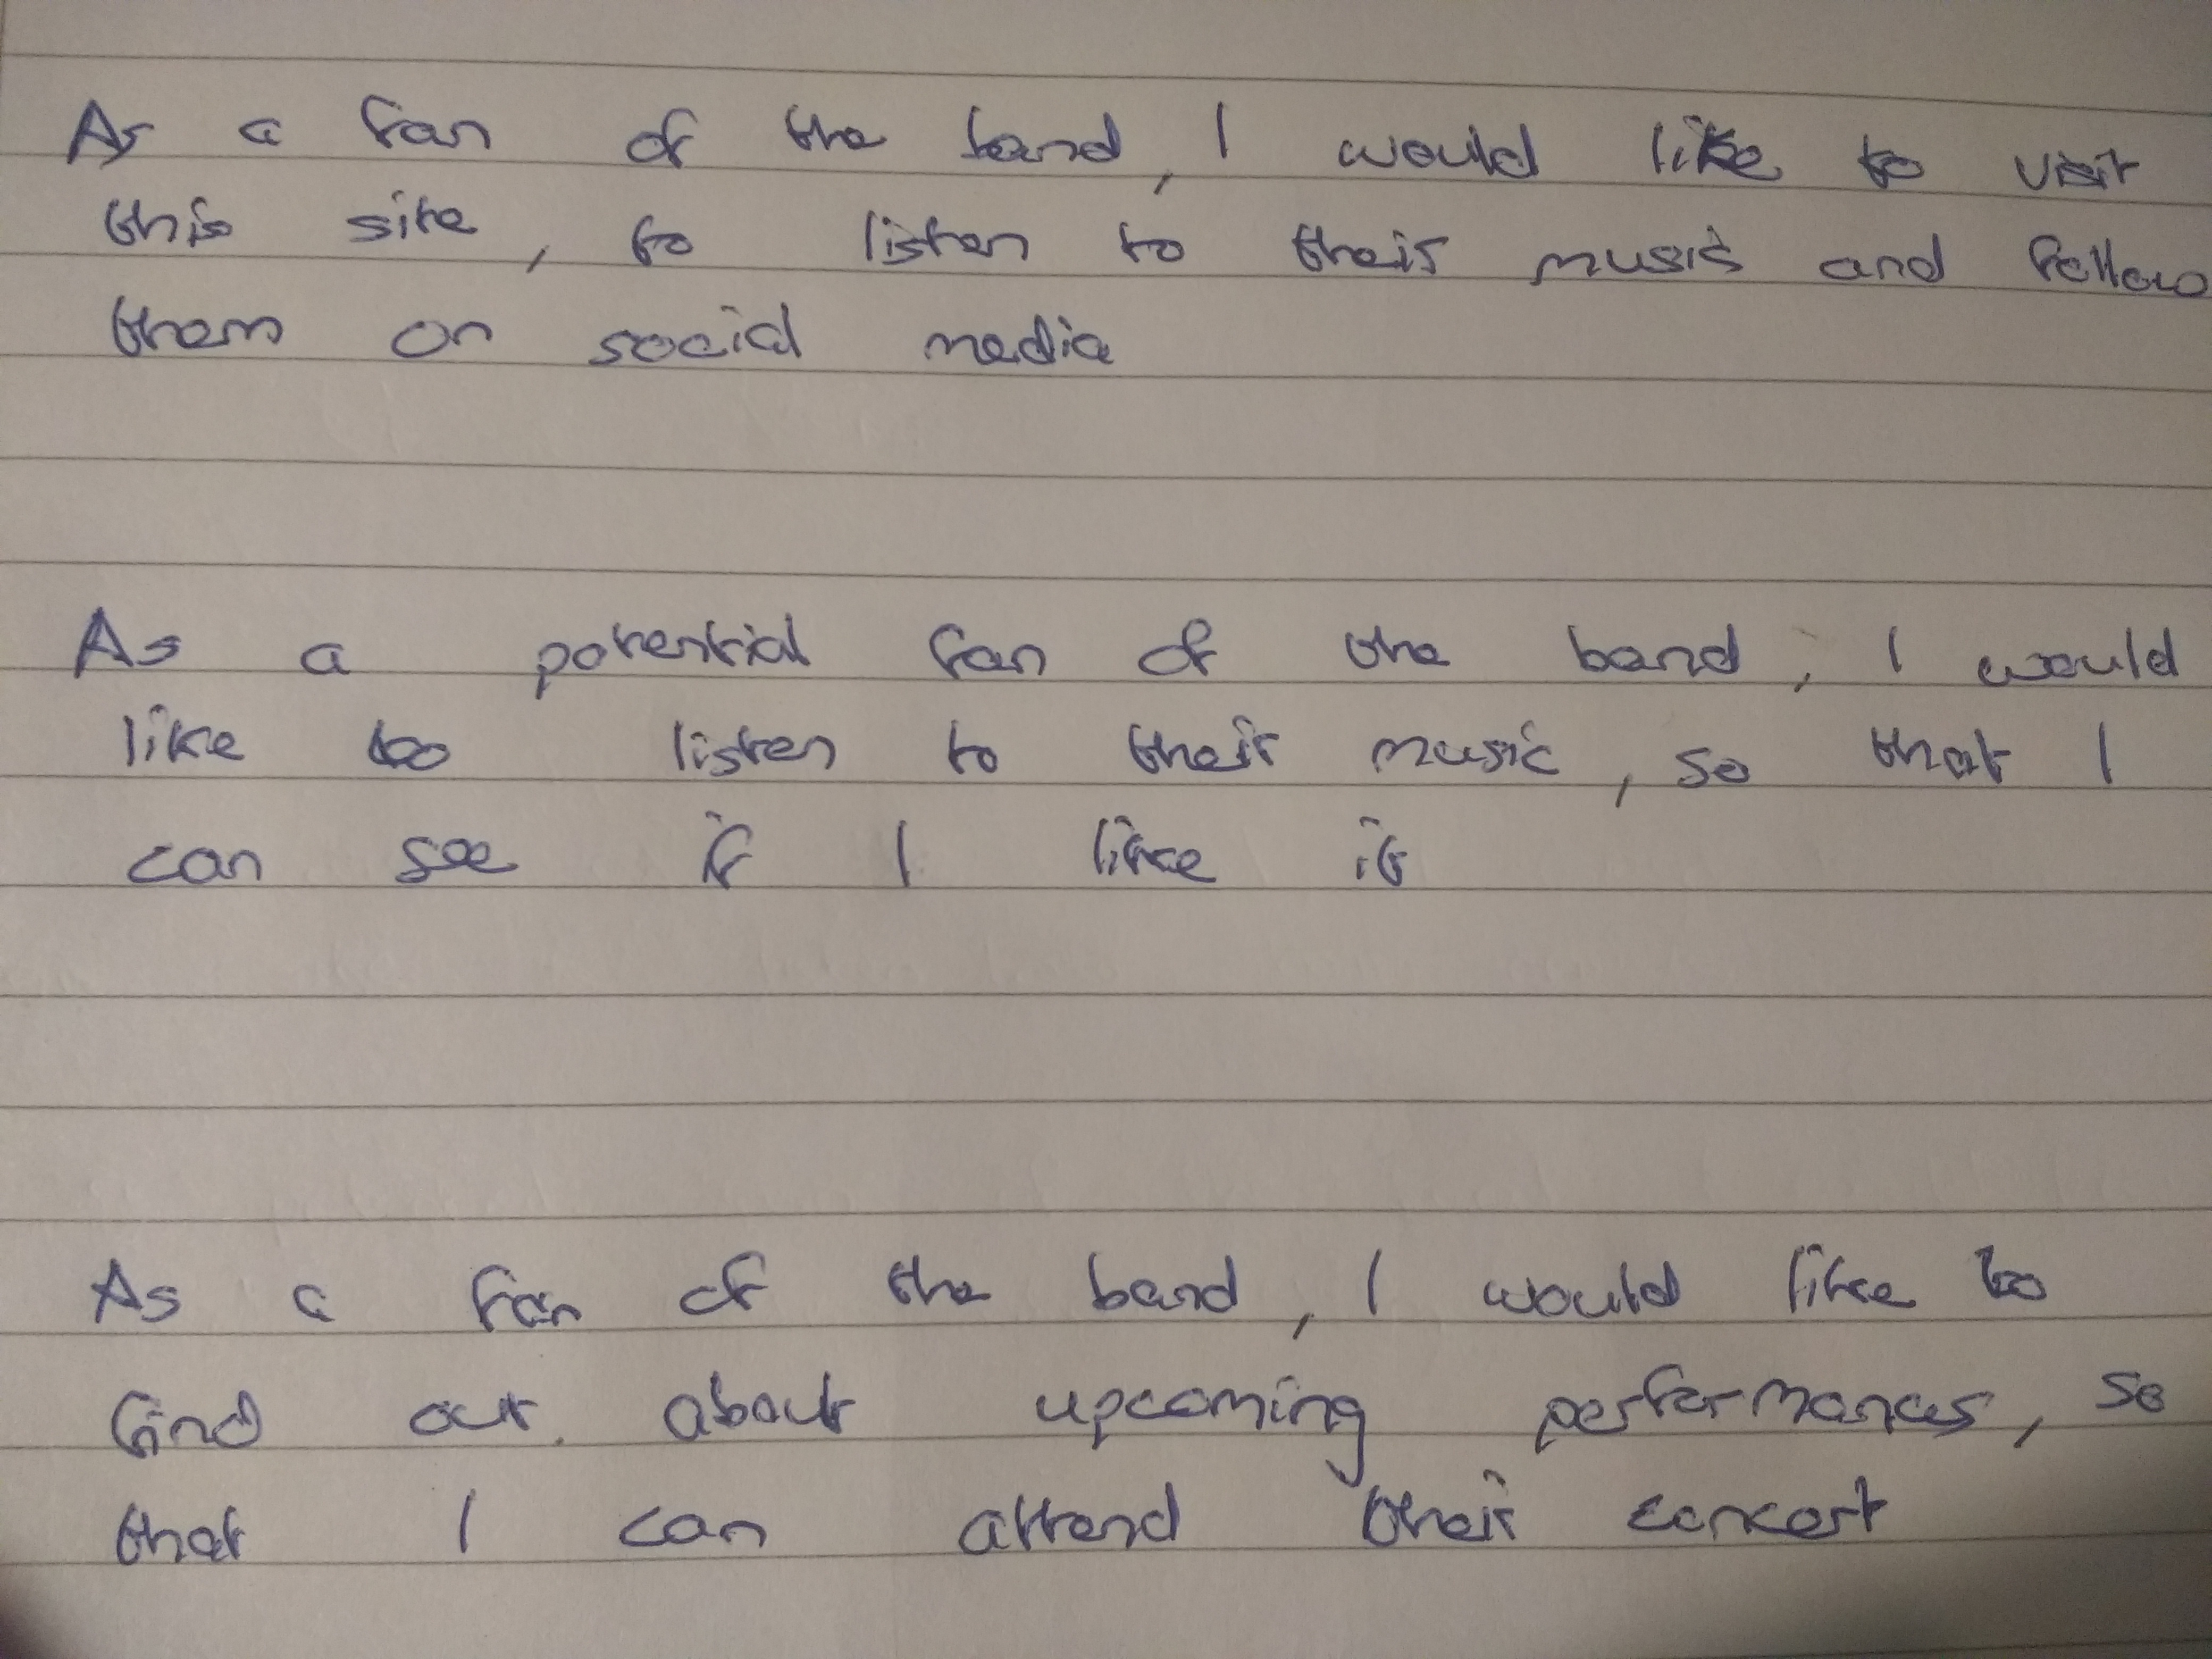 As a fan of the band, I would like to visit
this site, to listen to their music and follow
them on social media
As a potential fan of the band, I would
like to listen to their music, so that I
can see if I like it
As a fan of the band, I would like to
find out about upcoming performances, so
that I can attend their concert